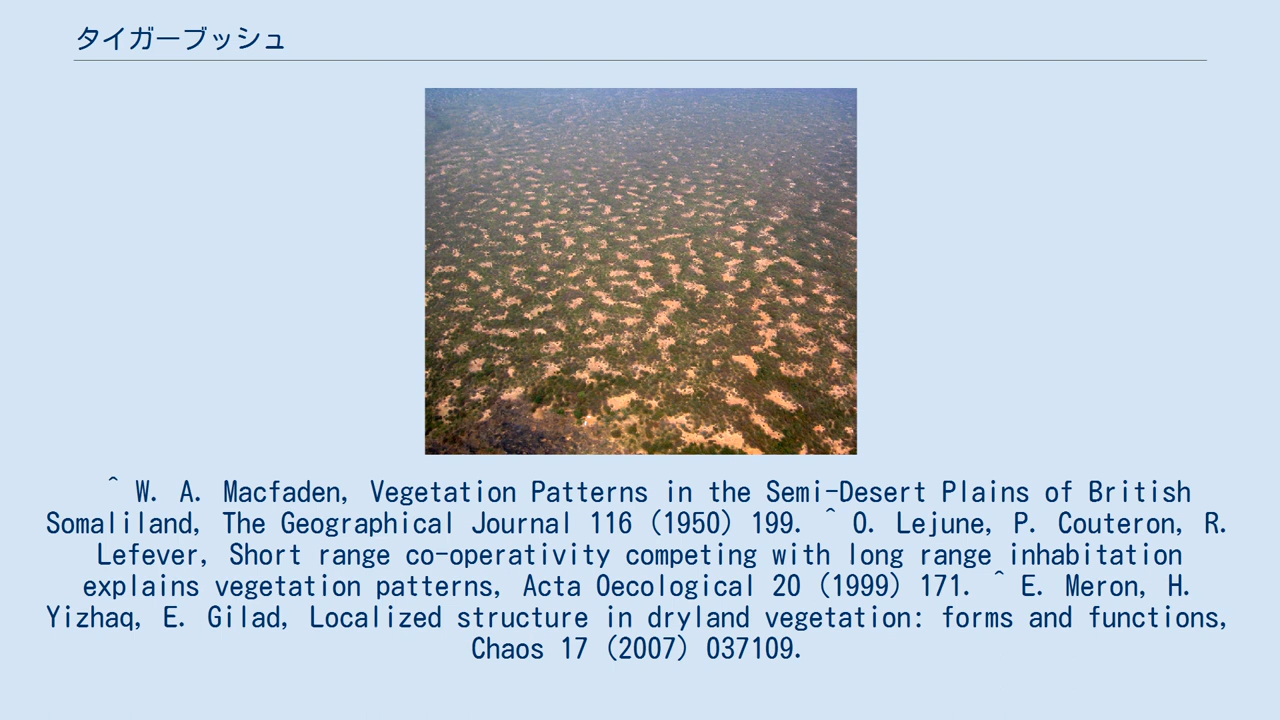 タイガーブッシュ
^ W. A. Macfaden, Vegetation Patterns in the Semi-Desert Plains of British
Somaliland, The Geographical Journal 116 (1950) 199. ^ O. Lejune, P. Couteron, R.
Lefever, Short range co-operativity competing with long range inhabitation
explains vegetation patterns, Acta Oecological 20 (1999) 171. ^ E. Meron, H.
Yizhaq, E. Gilad, Localized structure in dryland vegetation: forms and functions,
Chaos 17 (2007) 037109.